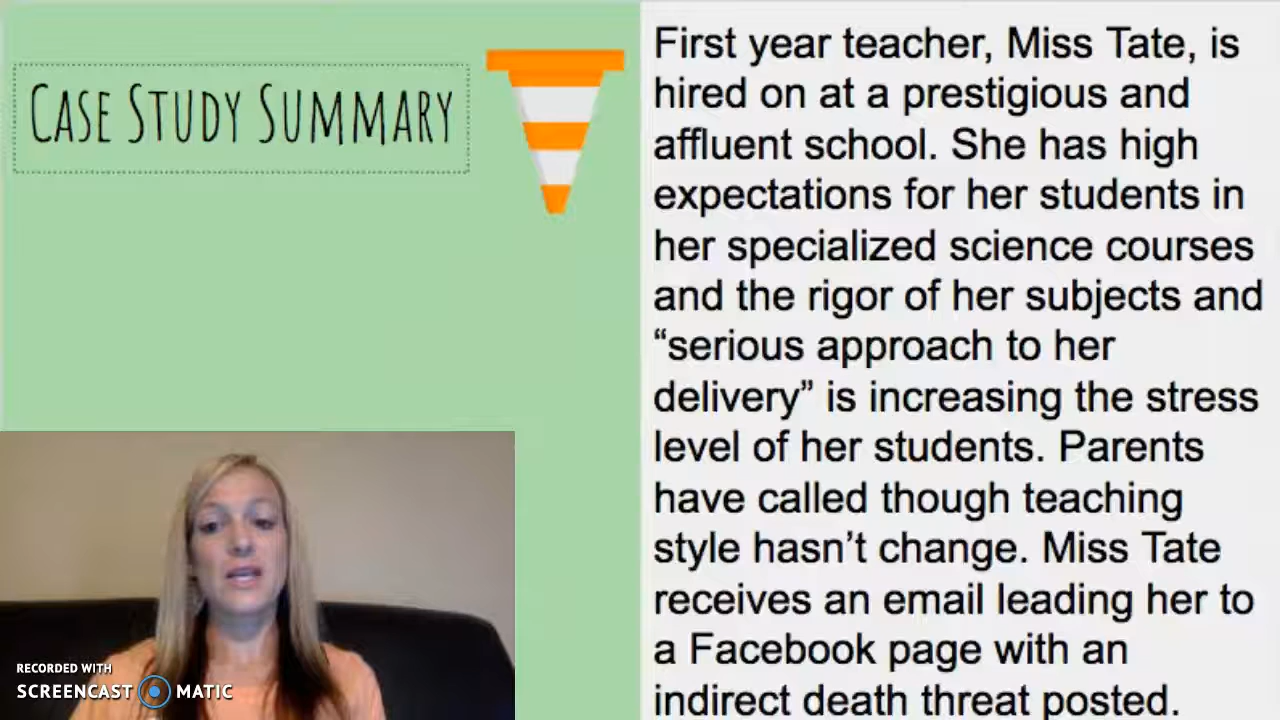 CASE STUDY SUMMARY
First year teacher, Miss Tate, is
hired on at a prestigious and
affluent school. She has high
expectations for her students in
her specialized science courses
and the rigor of her subjects and
“serious approach to her
delivery” is increasing the stress
level of her students. Parents
have called though teaching
style hasn’t change. Miss Tate
receives an email leading her to
a Facebook page with an
indirect death threat posted.
RECORDED WITH
SCREENCAST MATIC